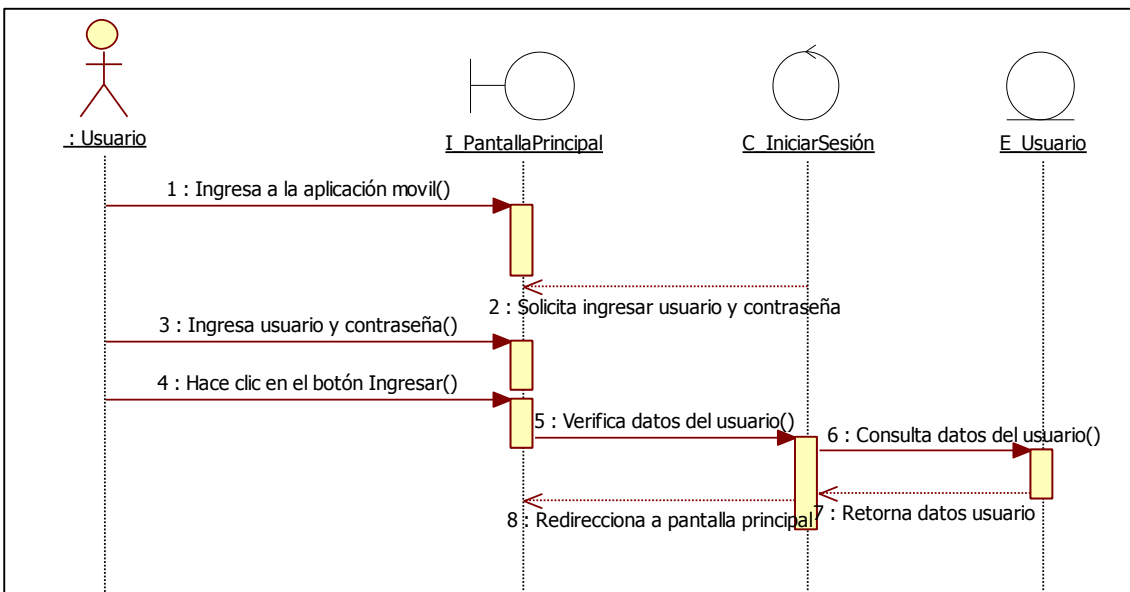 : Usuario
I_PantallaPrincipal
C_IniciarSesión
E_Usuario
1 : Ingresa a la aplicación movil()
2 : Solicita ingresar usuario y contraseña
3 : Ingresa usuario y contraseña()
4 : Hace clic en el botón Ingresar()
5 : Verifica datos del usuario()
6 : Consulta datos del usuario()
7 : Retorna datos usuario
8 : Redirecciona a pantalla principal